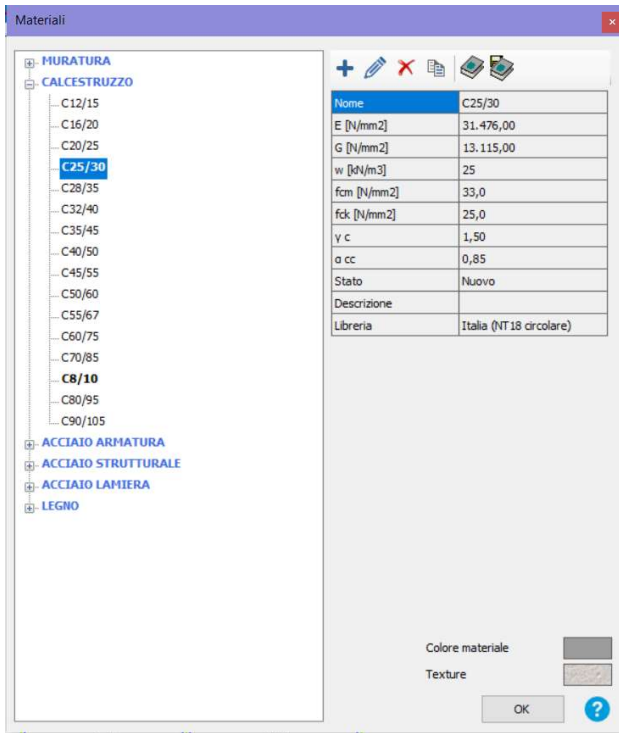 Materiali
MURATURA
CALCESTRUZZO
C12/15
C16/20
C20/25
C25/30
C28/35
C32/40
C35/45
C40/50
C45/55
C50/60
C55/67
C60/75
C70/85
C8/10
C80/95
C90/105
ACCIAIO ARMATURA
ACCIAIO STRUTTURALE
ACCIAIO LAMIERA
LEGNO
Nome C25/30
E [N/mm2] 31.476,00
G [N/mm2] 13.115,00
w [kN/m3] 25
fcm [N/mm2] 33,0
fck [N/mm2] 25,0
γ c 1,50
α cc 0,85
Stato Nuovo
Descrizione
Libreria Italia (NT18 circolare)
Colore materiale
Texture
OK
?